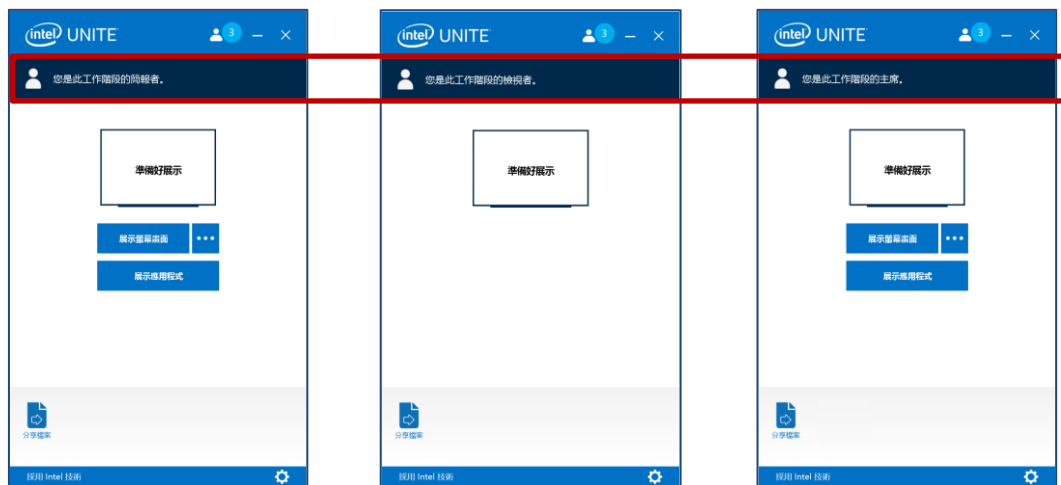 intel UNITE 3
您是此工作階段的簡報者。
準備好展示
展示螢幕畫面
展示應用程式
分享檔案
採用 Intel 技術
intel UNITE 3
您是此工作階段的檢視者。
準備好展示
分享檔案
採用 Intel 技術
intel UNITE 3
您是此工作階段的主席。
準備好展示
展示螢幕畫面
展示應用程式
分享檔案
採用 Intel 技術